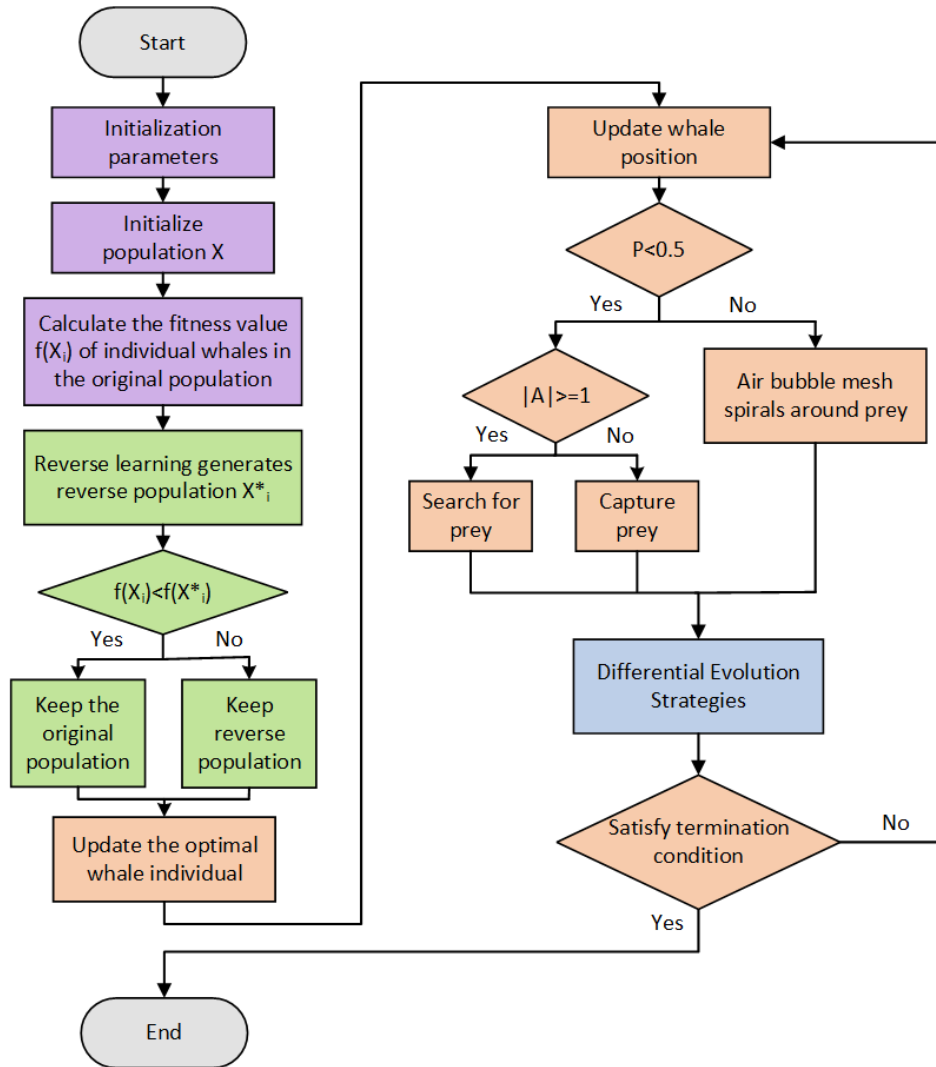 Start
Initialization
parameters
Initialize
population X
Calculate the fitness value
f(Xᵢ) of individual whales in
the original population
Reverse learning generates
reverse population X*ᵢ
f(Xᵢ)<f(X*ᵢ)
Yes
No
Keep the
original
population
Keep
reverse
population
Update the optimal
whale individual
End
Update whale
position
P<0.5
Yes
No
|A|>=1
Air bubble mesh
spirals around prey
Yes
No
Search for
prey
Capture
prey
Differential Evolution
Strategies
Satisfy termination
condition
No
Yes